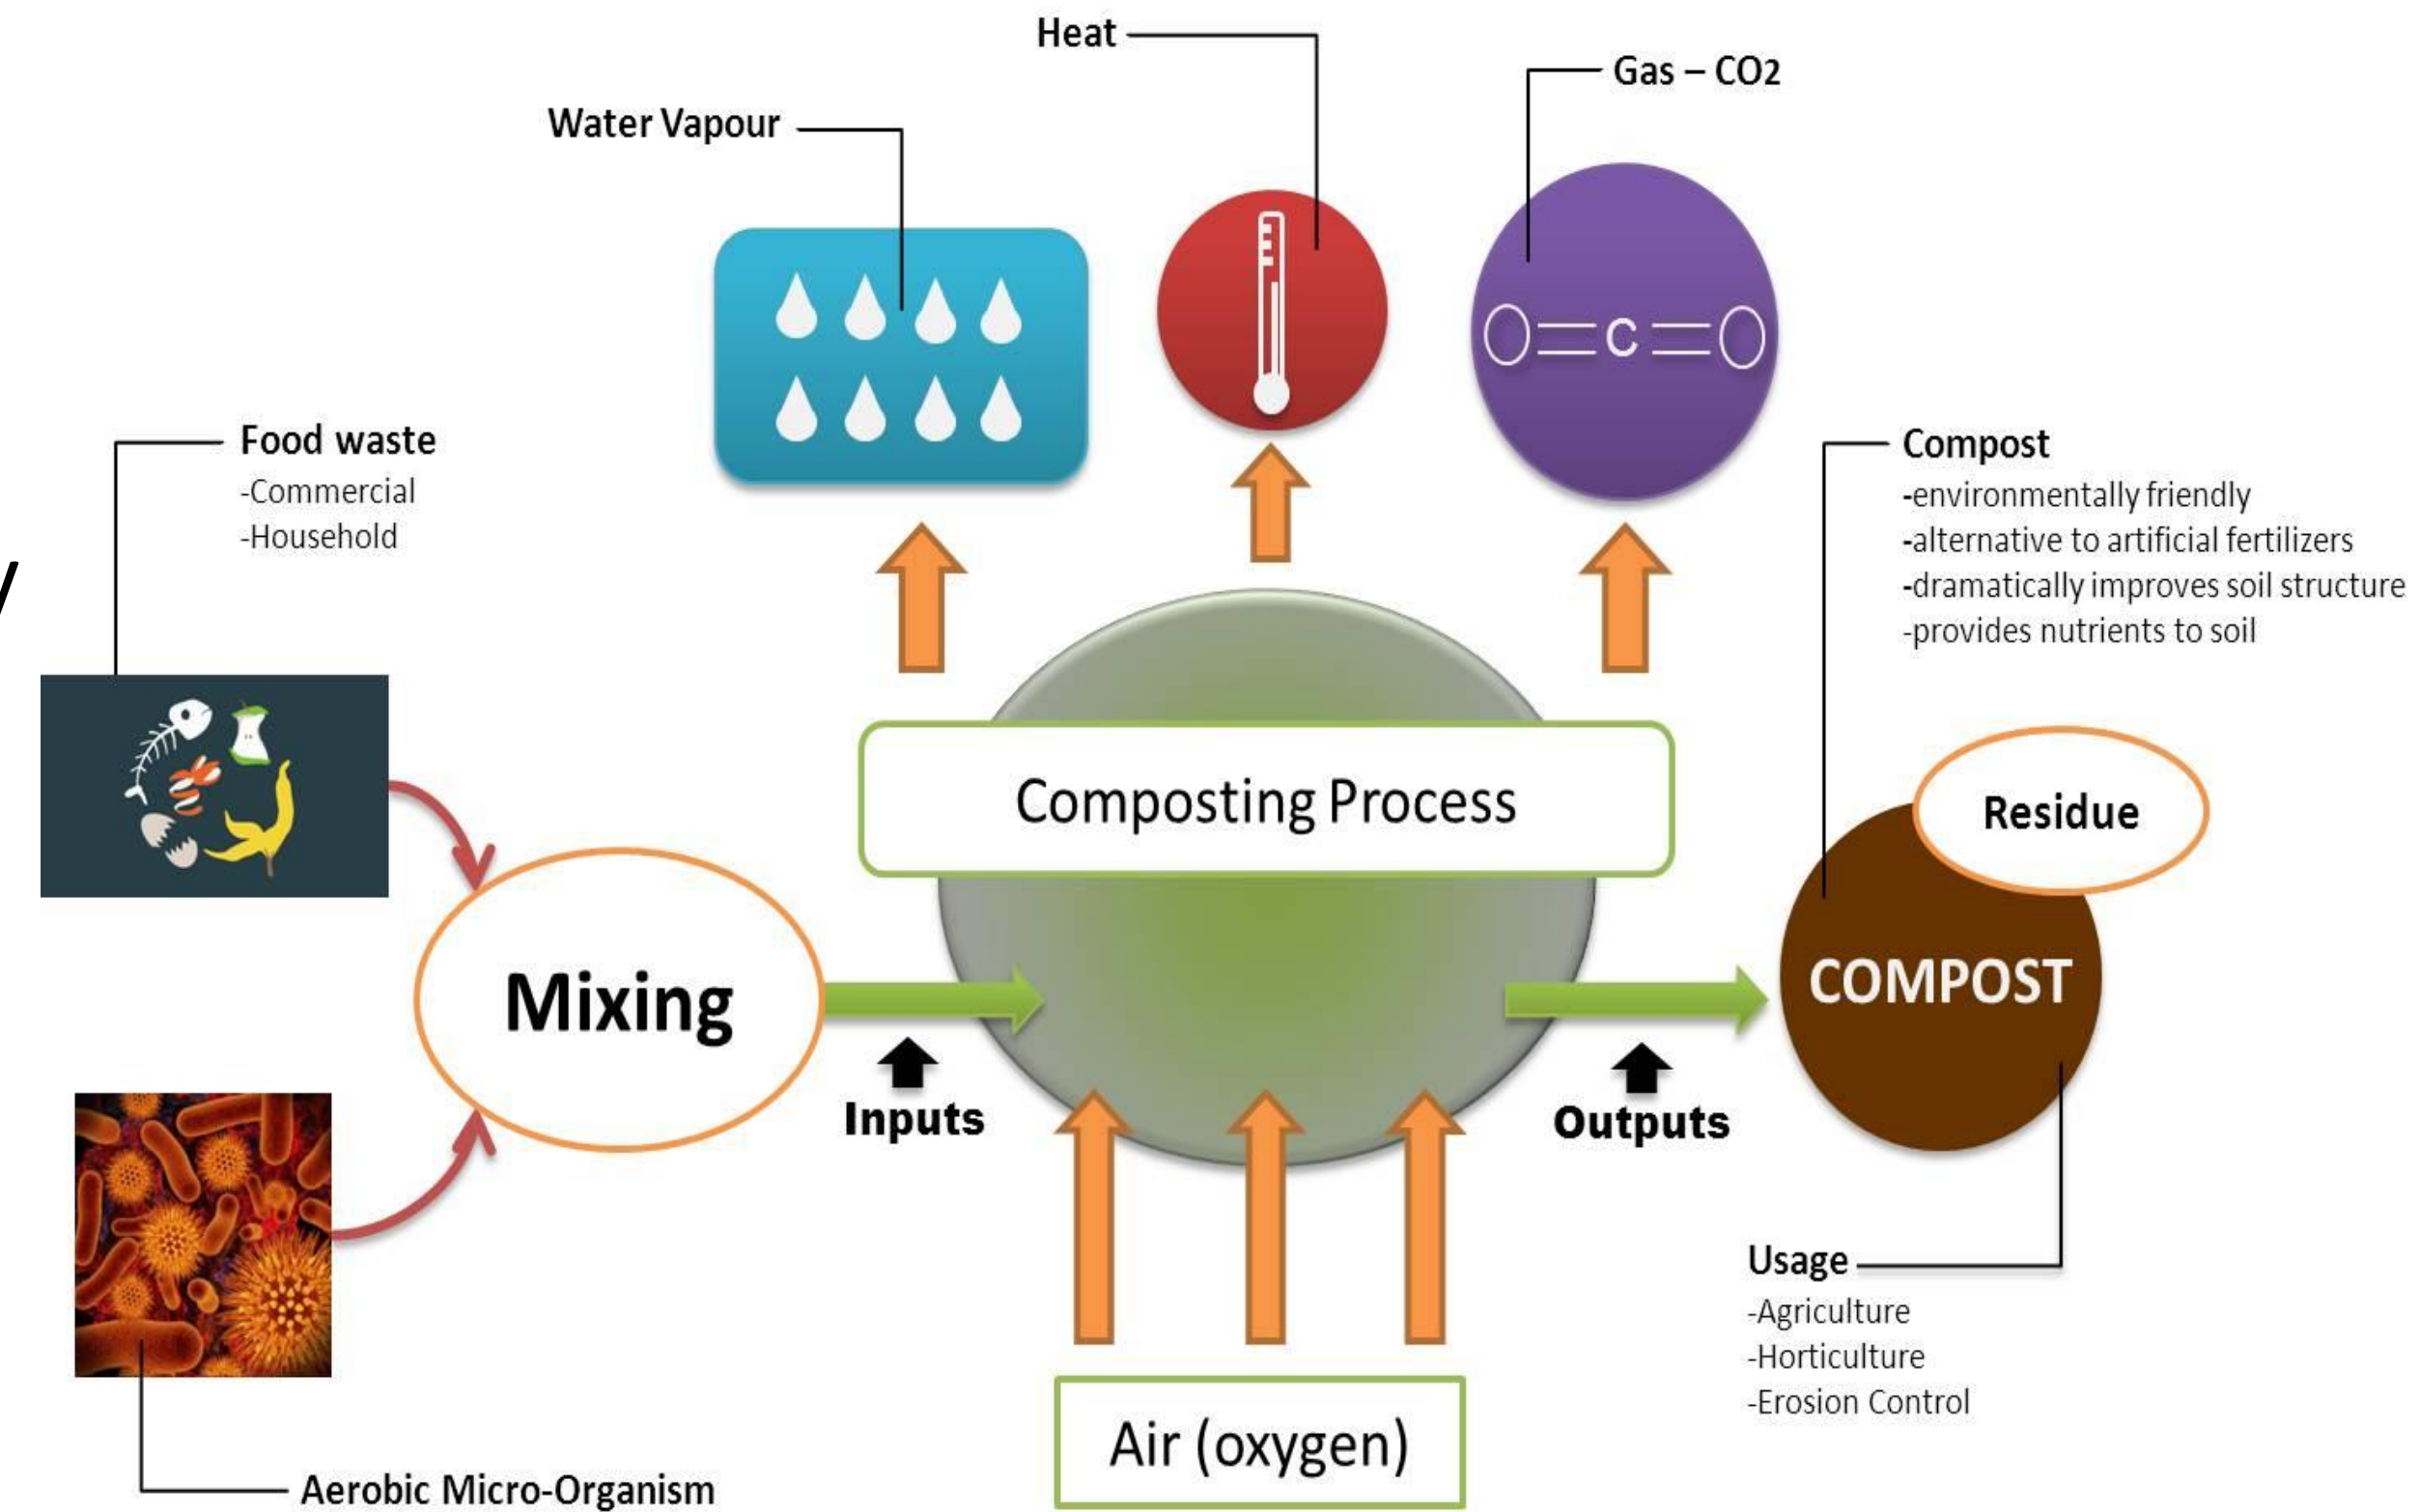 Heat
Gas – CO2
Water Vapour
O=C=O
Food waste
-Commercial
-Household
Compost
-environmentally friendly
-alternative to artificial fertilizers
-dramatically improves soil structure
-provides nutrients to soil
Composting Process
Residue
COMPOST
Mixing
Inputs
Outputs
Usage
-Agriculture
-Horticulture
-Erosion Control
Air (oxygen)
Aerobic Micro-Organism